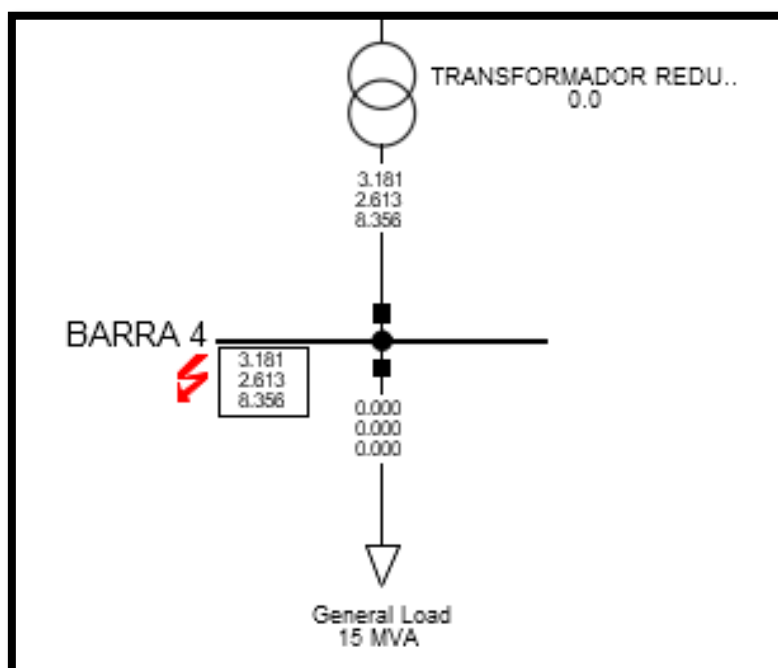 TRANSFORMADOR REDU..
0.0
3.181
2.613
8.356
BARRA 4
3.181
2.613
8.356
0.000
0.000
0.000
General Load
15 MVA